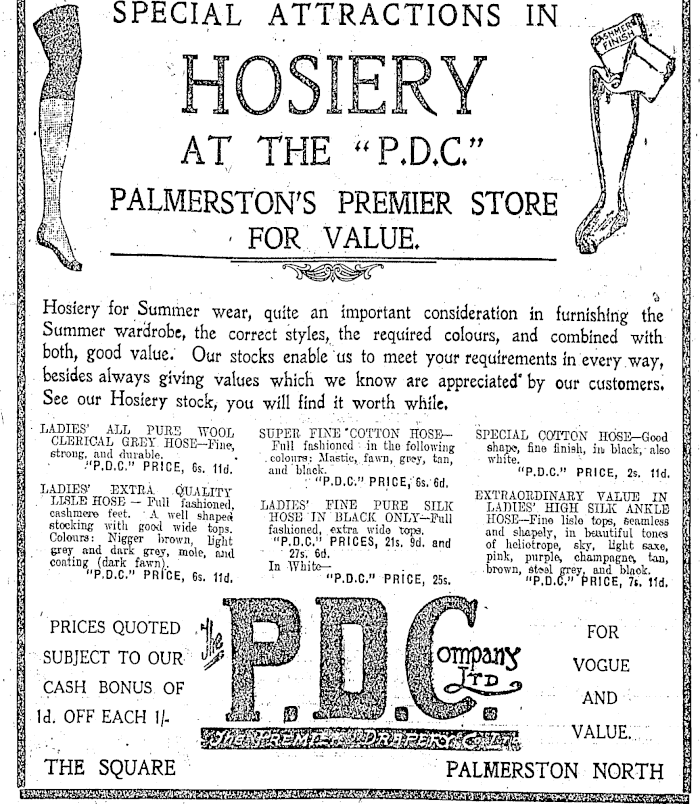 SPECIAL ATTRACTIONS IN
CASHMERE
FINISH
HOSIERY
AT THE "P.D.C."
PALMERSTON'S PREMIER STORE
FOR VALUE.
Hosiery for Summer wear, quite an important consideration in furnishing the
Summer wardrobe, the correct styles, the required colours, and combined with
both, good value. Our stocks enable us to meet your requirements in every way,
besides always giving values which we know are appreciated by our customers.
See our Hosiery stock, you will find it worth while.
LADIES' ALL PURE WOOL
CLERICAL GREY HOSE—Fine,
strong, and durable.
"P.D.C." PRICE, 6s. 11d.
LADIES' EXTRA QUALITY
LISLE HOSE — Full fashioned,
cashmere feet. A well shaped
stocking with good wide tops.
Colours: Nigger brown, light
grey and dark grey, mole, and
coating (dark fawn).
"P.D.C." PRICE, 6s. 11d.
SUPER FINE COTTON HOSE—
Full fashioned in the following
colours: Mastic, fawn, grey, tan,
and black.
"P.D.C." PRICE, 6s. 6d.
LADIES' FINE PURE SILK
HOSE IN BLACK ONLY—Full
fashioned, extra wide tops.
"P.D.C." PRICES, 21s. 9d. and
27s. 6d.
In White—
"P.D.C." PRICE, 25s.
SPECIAL COTTON HOSE—Good
shape, fine finish, in black, also
white.
"P.D.C." PRICE, 2s. 11d.
EXTRAORDINARY VALUE IN
LADIES' HIGH SILK ANKLE
HOSE—Fine lisle tops, seamless
and shapely, in beautiful tones
of heliotrope, sky, light saxe,
pink, purple, champagne, tan,
brown, steel grey, and black.
"P.D.C." PRICE, 7s. 11d.
PRICES QUOTED
SUBJECT TO OUR
CASH BONUS OF
1d. OFF EACH 1/-
The P.D.C. Company Ltd
THE PREMIER DRAPERY Co Ltd
FOR
VOGUE
AND
VALUE.
THE SQUARE
PALMERSTON NORTH